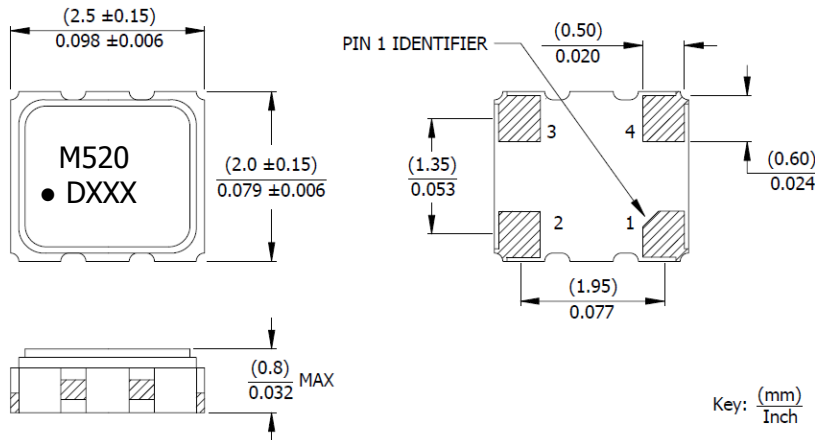 (2.5 ±0.15)
0.098 ±0.006
PIN 1 IDENTIFIER
(0.50)
0.020
M520
● DXXX
(2.0 ±0.15)
0.079 ±0.006
3
4
(1.35)
0.053
(0.60)
0.024
2
1
(1.95)
0.077
(0.8)
0.032 MAX
Key: (mm)
Inch